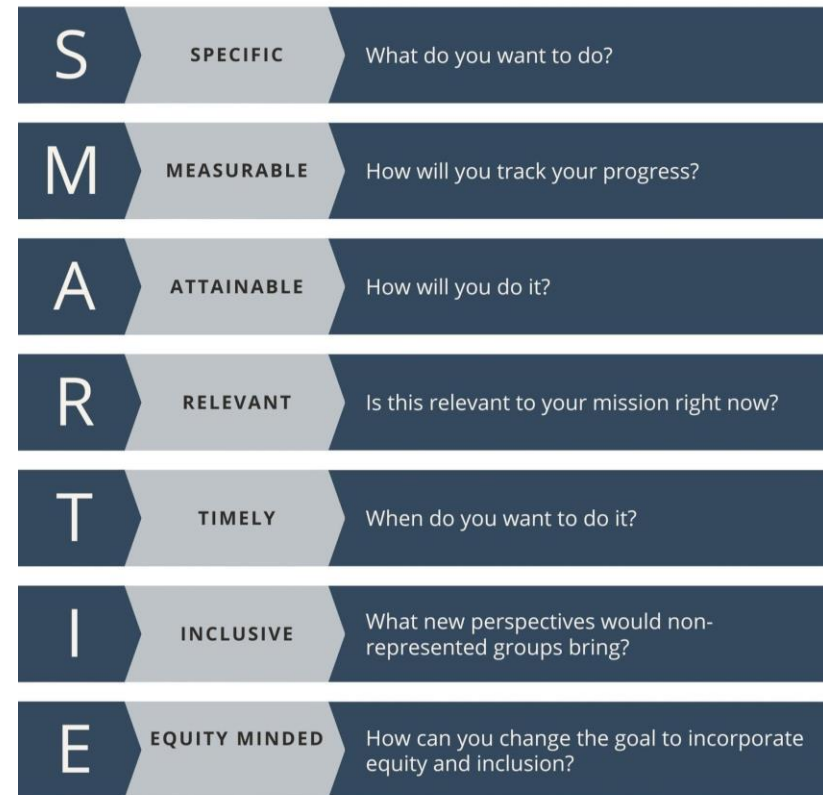 S SPECIFIC What do you want to do?
M MEASURABLE How will you track your progress?
A ATTAINABLE How will you do it?
R RELEVANT Is this relevant to your mission right now?
T TIMELY When do you want to do it?
I INCLUSIVE What new perspectives would non-
represented groups bring?
E EQUITY MINDED How can you change the goal to incorporate
equity and inclusion?